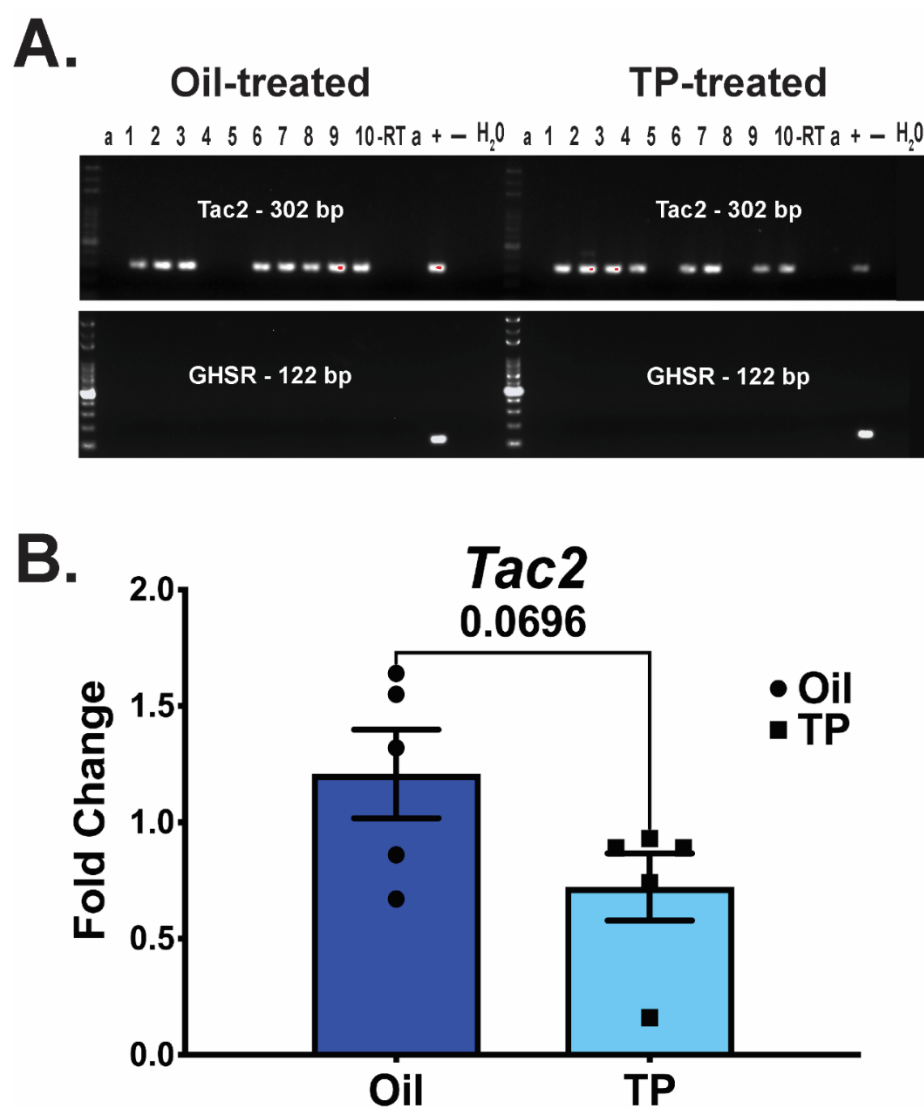 A.
Oil-treated TP-treated
a 1 2 3 4 5 6 7 8 9 10-RT a + – H₂0 a 1 2 3 4 5 6 7 8 9 10-RT a + – H₂0
Tac2 - 302 bp Tac2 - 302 bp
GHSR - 122 bp GHSR - 122 bp
B.
Tac2
0.0696
2.0
1.5
1.0
0.5
0.0
Fold Change
Oil
TP
Oil TP